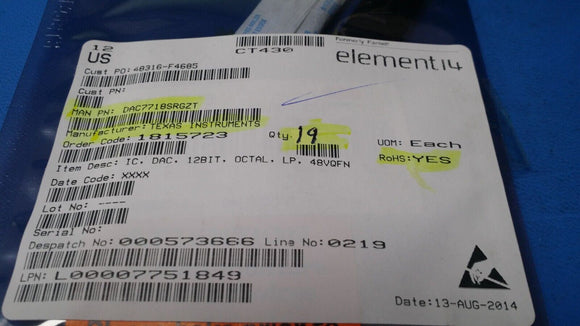 Formerly Farnell
12
US
CT430
element14
Cust PO:48316-F4685
Cust PN:
MAN PN: DAC7718SRGZT
Manufacturer:TEXAS INSTRUMENTS
Order Code:1815723
Qty. 19
UOM: Each
RoHS:YES
Item Desc: IC. DAC. 12BIT. OCTAL. LP. 48VQFN
Date Code: XXXX
Lot No: ----
Serial No:
Despatch No:000573666 Line No:0219
LPN: L00007751849
Date:13-AUG-2014